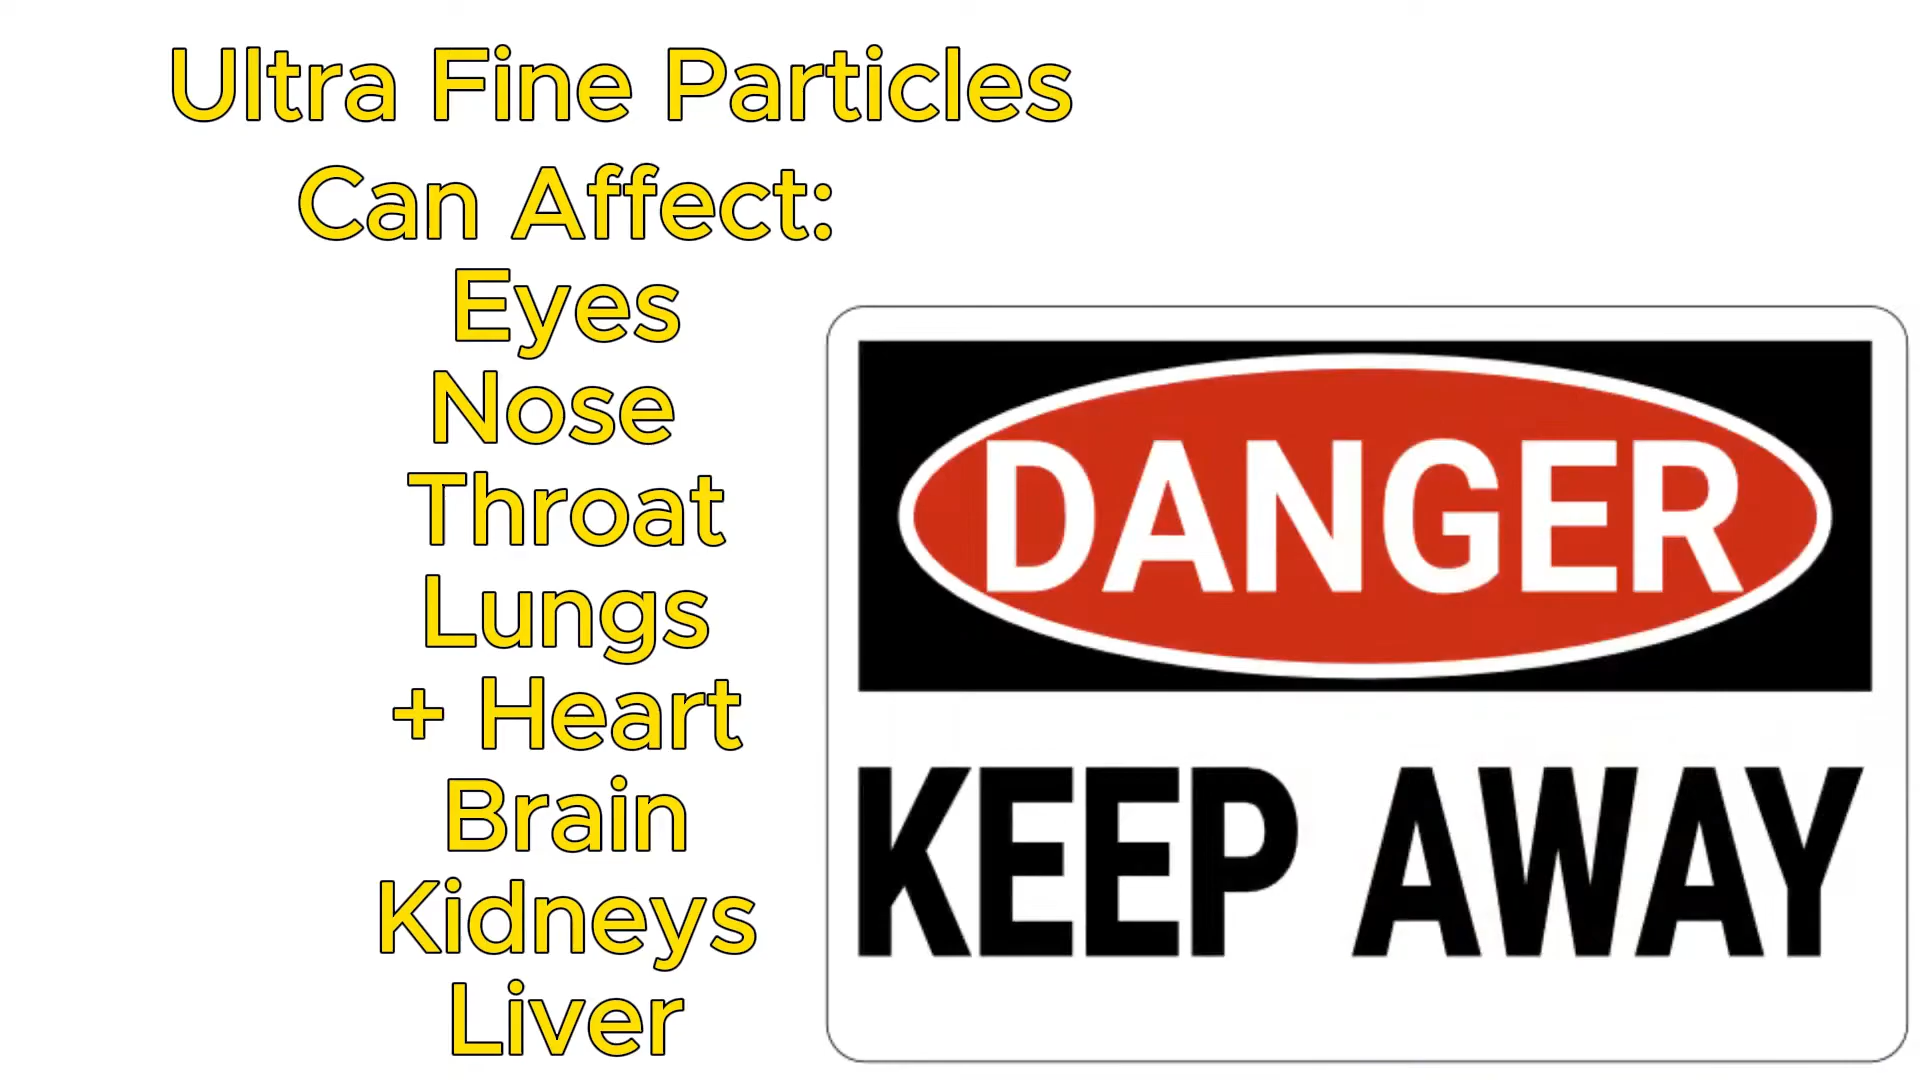 Ultra Fine Particles
Can Affect:
Eyes
Nose
Throat
Lungs
+ Heart
Brain
Kidneys
Liver
DANGER
KEEP AWAY